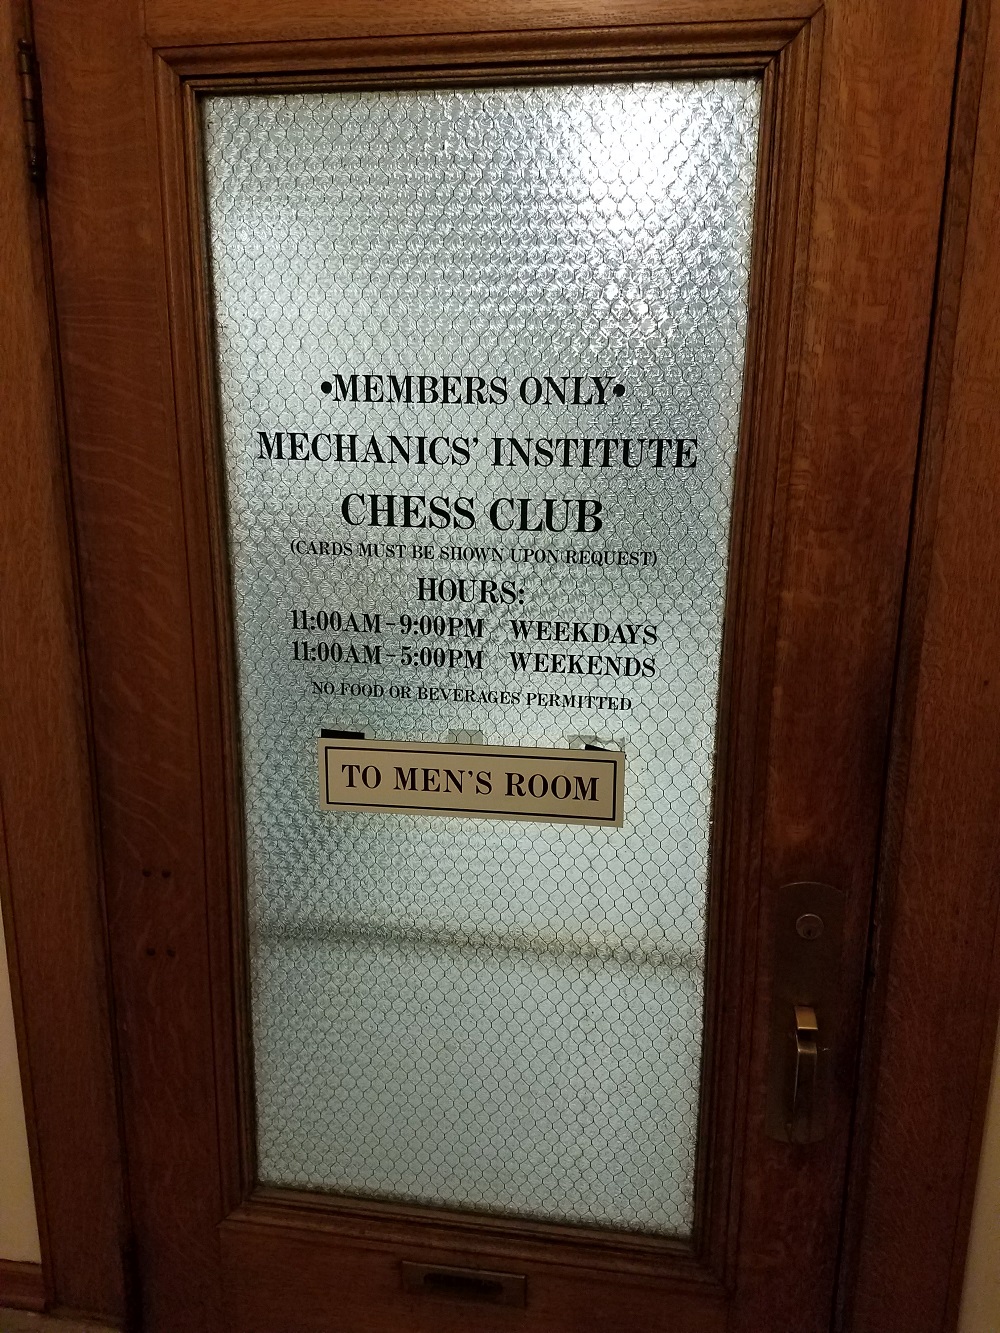 •MEMBERS ONLY•
MECHANICS' INSTITUTE
CHESS CLUB
(CARDS MUST BE SHOWN UPON REQUEST)
HOURS:
11:00AM-9:00PM WEEKDAYS
11:00AM-5:00PM WEEKENDS
NO FOOD OR BEVERAGES PERMITTED
TO MEN'S ROOM